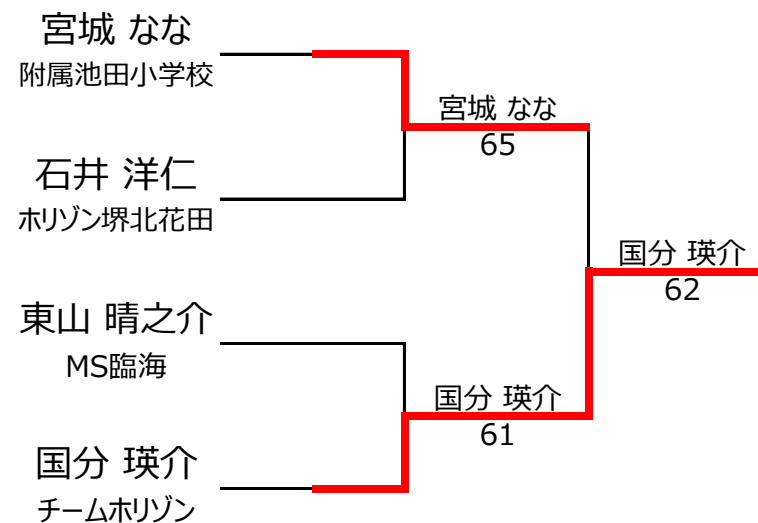 宮城 なな
附属池田小学校
宮城 なな
65
石井 洋仁
ホリゾン堺北花田
国分 瑛介
62
東山 晴之介
MS臨海
国分 瑛介
61
国分 瑛介
チームホリゾン